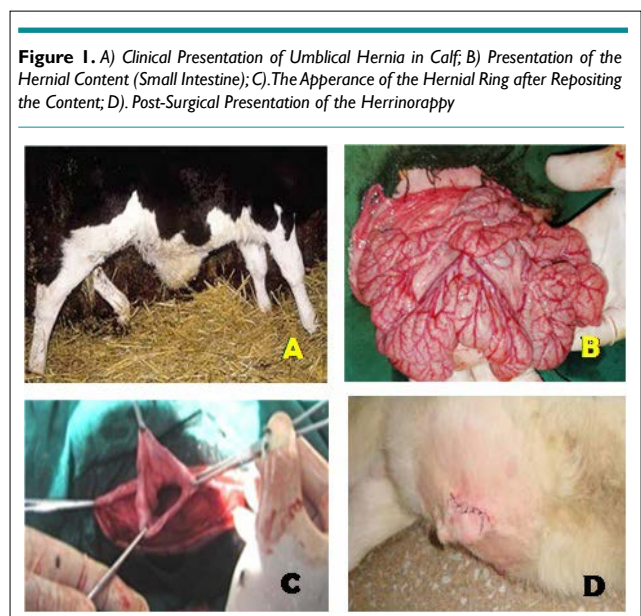 Figure 1. A) Clinical Presentation of Umblical Hernia in Calf; B) Presentation of the
Hernial Content (Small Intestine); C).The Apperance of the Hernial Ring after Repositing
the Content; D). Post-Surgical Presentation of the Herrinorappy
A
B
C
D